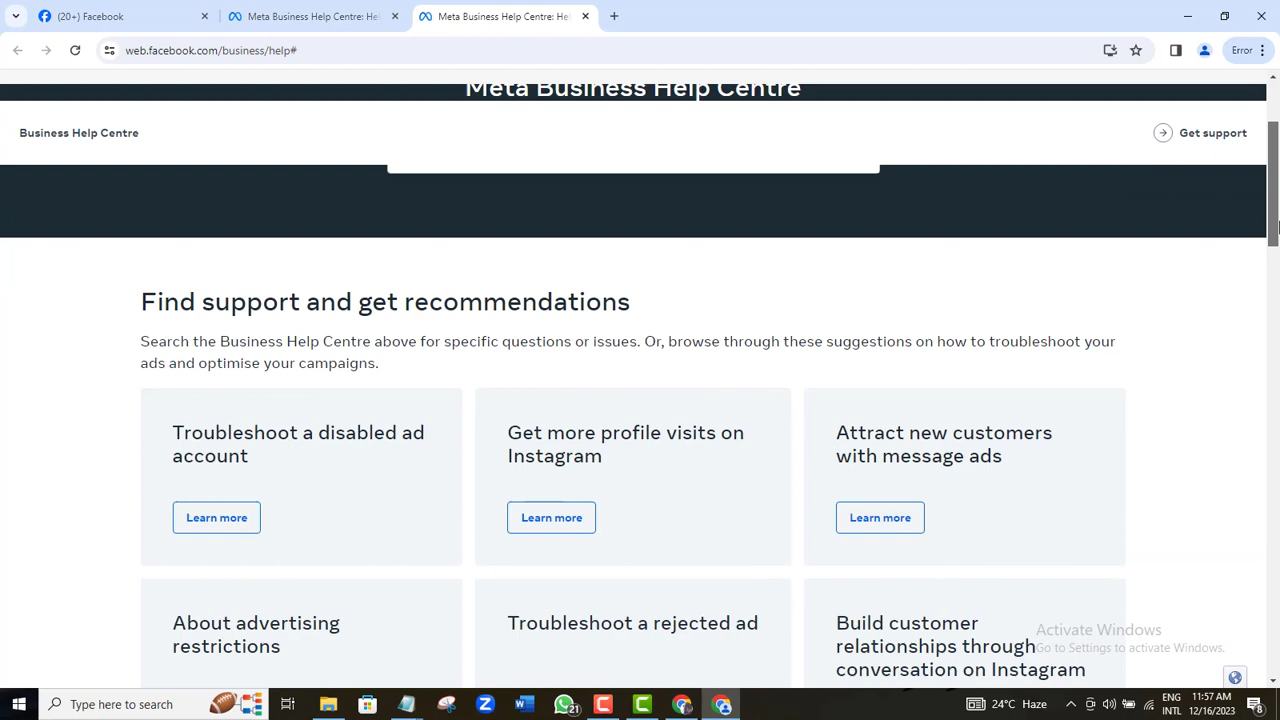 (20+) Facebook
Meta Business Help Centre: He
Meta Business Help Centre: He
web.facebook.com/business/help#
Error
Meta Business Help Centre
Business Help Centre
Get support
Find support and get recommendations
Search the Business Help Centre above for specific questions or issues. Or, browse through these suggestions on how to troubleshoot your
ads and optimise your campaigns.
Troubleshoot a disabled ad
account
Learn more
Get more profile visits on
Instagram
Learn more
Attract new customers
with message ads
Learn more
About advertising
restrictions
Troubleshoot a rejected ad
Build customer
relationships through
conversation on Instagram
Activate Windows
Go to Settings to activate Windows.
Type here to search
21
24°C Haze
ENG
INTL
11:57 AM
12/16/2023
8